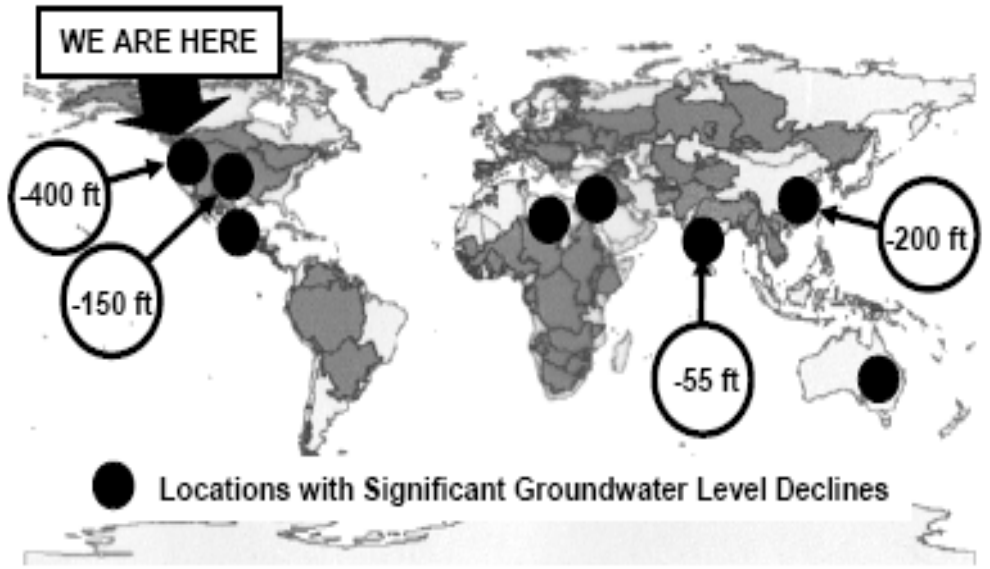 WE ARE HERE
-400 ft
-150 ft
-200 ft
-55 ft
Locations with Significant Groundwater Level Declines